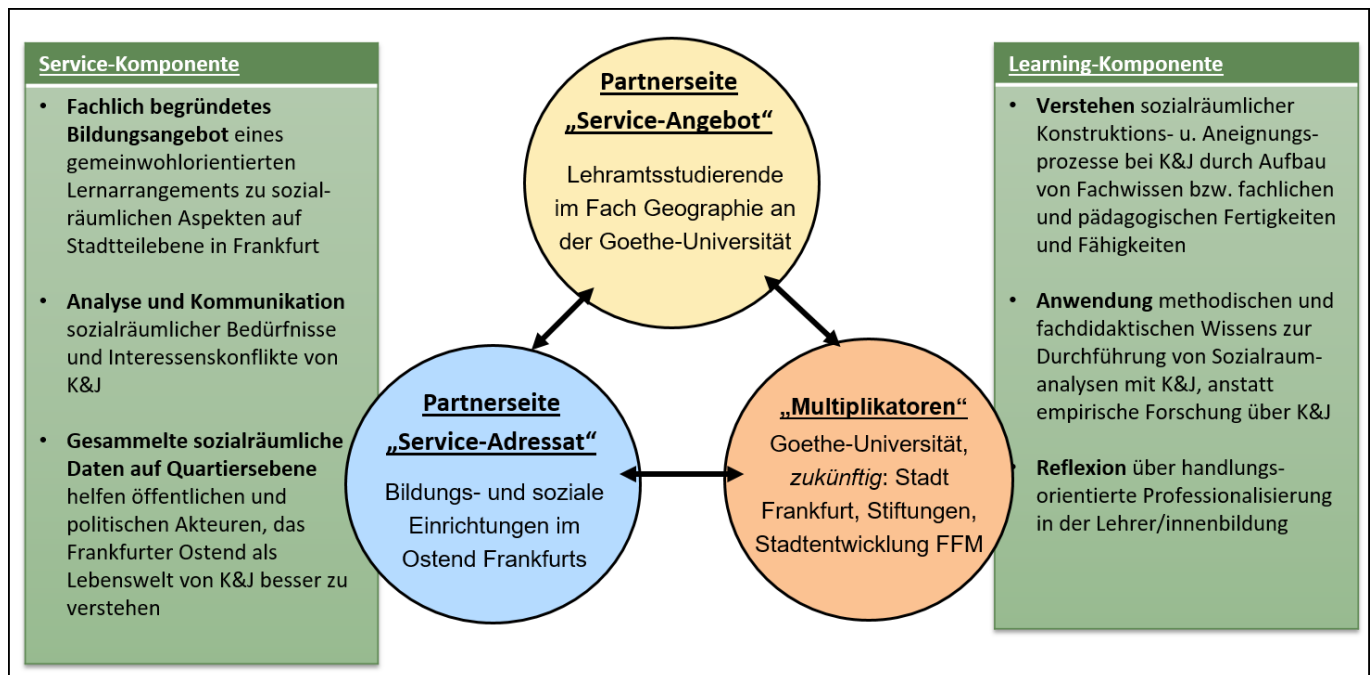 Service-Komponente
• Fachlich begründetes
Bildungsangebot eines
gemeinwohlorientierten
Lernarrangements zu sozial-
räumlichen Aspekten auf
Stadtteilebene in Frankfurt
• Analyse und Kommunikation
sozialräumlicher Bedürfnisse
und Interessenskonflikte von
K&J
• Gesammelte sozialräumliche
Daten auf Quartiersebene
helfen öffentlichen und
politischen Akteuren, das
Frankfurter Ostend als
Lebenswelt von K&J besser zu
verstehen
Partnerseite
„Service-Angebot“
Lehramtsstudierende
im Fach Geographie an
der Goethe-Universität
Partnerseite
„Service-Adressat“
Bildungs- und soziale
Einrichtungen im
Ostend Frankfurts
„Multiplikatoren“
Goethe-Universität,
zukünftig: Stadt
Frankfurt, Stiftungen,
Stadtentwicklung FFM
Learning-Komponente
• Verstehen sozialräumlicher
Konstruktions- u. Aneignungs-
prozesse bei K&J durch Aufbau
von Fachwissen bzw. fachlichen
und pädagogischen Fertigkeiten
und Fähigkeiten
• Anwendung methodischen und
fachdidaktischen Wissens zur
Durchführung von Sozialraum-
analysen mit K&J, anstatt
empirische Forschung über K&J
• Reflexion über handlungs-
orientierte Professionalisierung
in der Lehrer/innenbildung